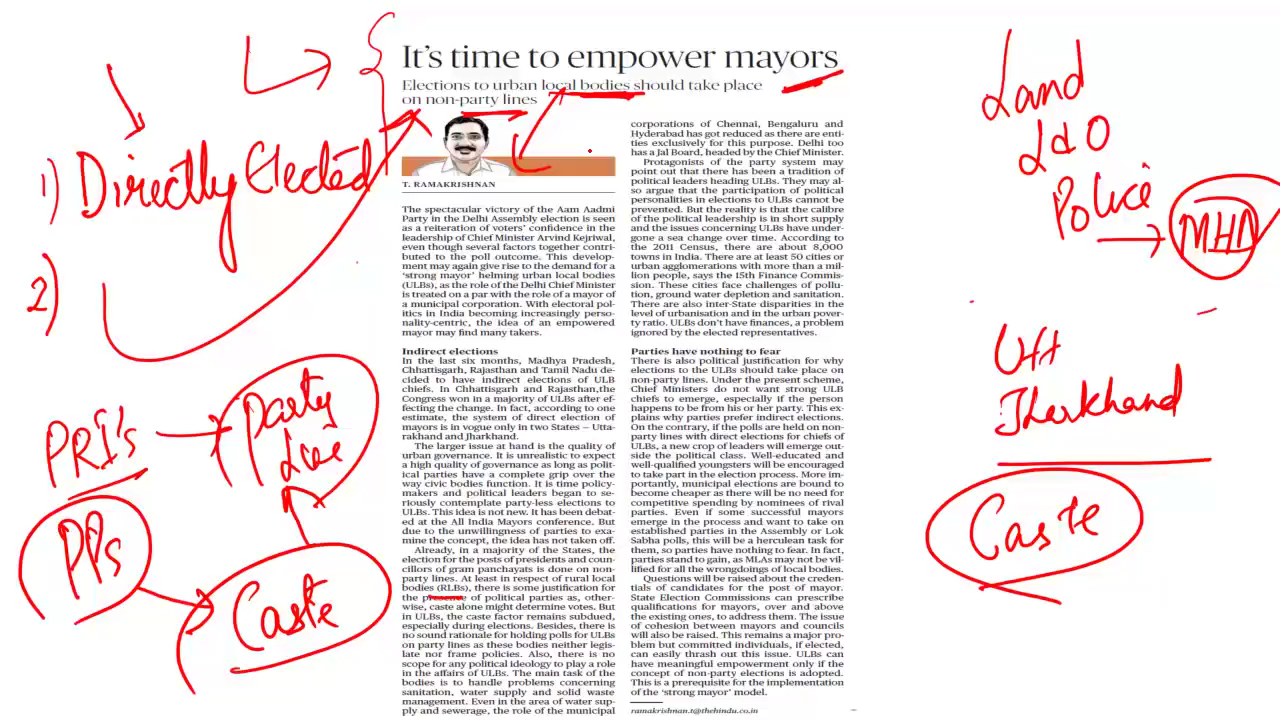 It's time to empower mayors
Elections to urban local bodies should take place
on non-party lines
T. RAMAKRISHNAN
The spectacular victory of the Aam Aadmi
Party in the Delhi Assembly election is seen
as a reiteration of voters' confidence in the
leadership of Chief Minister Arvind Kejriwal,
even though several factors together contri-
buted to the poll outcome. This develop-
ment may again give rise to the demand for a
'strong mayor' helming urban local bodies
(ULBs), as the role of the Delhi Chief Minister
is treated on a par with the role of a mayor of
a municipal corporation. With electoral pol-
itics in India becoming increasingly perso-
nality-centric, the idea of an empowered
mayor may find many takers.
Indirect elections
In the last six months, Madhya Pradesh,
Chhattisgarh, Rajasthan and Tamil Nadu de-
cided to have indirect elections of ULB
chiefs. In Chhattisgarh and Rajasthan,the
Congress won in a majority of ULBs after ef-
fecting the change. In fact, according to one
estimate, the system of direct election of
mayors is in vogue only in two States – Utta-
rakhand and Jharkhand.
The larger issue at hand is the quality of
urban governance. It is unrealistic to expect
a high quality of governance as long as polit-
ical parties have a complete grip over the
way civic bodies function. It is time policy-
makers and political leaders began to se-
riously contemplate party-less elections to
ULBs. This idea is not new. It has been debat-
ed at the All India Mayors conference. But
due to the unwillingness of parties to exa-
mine the concept, the idea has not taken off.
Already, in a majority of the States, the
election for the posts of presidents and coun-
cillors of gram panchayats is done on non-
party lines. At least in respect of rural local
bodies (RLBs), there is some justification for
the presence of political parties as, other-
wise, caste alone might determine votes. But
in ULBs, the caste factor remains subdued,
especially during elections. Besides, there is
no sound rationale for holding polls for ULBs
on party lines as these bodies neither legis-
late nor frame policies. Also, there is no
scope for any political ideology to play a role
in the affairs of ULBs. The main task of the
bodies is to handle problems concerning
sanitation, water supply and solid waste
management. Even in the area of water sup-
ply and sewerage, the role of the municipal
corporations of Chennai, Bengaluru and
Hyderabad has got reduced as there are enti-
ties exclusively for this purpose. Delhi too
has a Jal Board, headed by the Chief Minister.
Protagonists of the party system may
point out that there has been a tradition of
political leaders heading ULBs. They may al-
so argue that the participation of political
personalities in elections to ULBs cannot be
prevented. But the reality is that the calibre
of the political leadership is in short supply
and the issues concerning ULBs have under-
gone a sea change over time. According to
the 2011 Census, there are about 8,000
towns in India. There are at least 50 cities or
urban agglomerations with more than a mil-
lion people, says the 15th Finance Commis-
sion. These cities face challenges of pollu-
tion, ground water depletion and sanitation.
There are also inter-State disparities in the
level of urbanisation and in the urban pover-
ty ratio. ULBs don't have finances, a problem
ignored by the elected representatives.
Parties have nothing to fear
There is also political justification for why
elections to the ULBs should take place on
non-party lines. Under the present scheme,
Chief Ministers do not want strong ULB
chiefs to emerge, especially if the person
happens to be from his or her party. This ex-
plains why parties prefer indirect elections.
On the contrary, if the polls are held on non-
party lines with direct elections for chiefs of
ULBs, a new crop of leaders will emerge out-
side the political class. Well-educated and
well-qualified youngsters will be encouraged
to take part in the election process. More im-
portantly, municipal elections are bound to
become cheaper as there will be no need for
competitive spending by nominees of rival
parties. Even if some successful mayors
emerge in the process and want to take on
established parties in the Assembly or Lok
Sabha polls, this will be a herculean task for
them, so parties have nothing to fear. In fact,
parties stand to gain, as MLAs may not be vil-
ified for all the wrongdoings of local bodies.
Questions will be raised about the creden-
tials of candidates for the post of mayor.
State Election Commissions can prescribe
qualifications for mayors, over and above
the existing ones, to address them. The issue
of cohesion between mayors and councils
will also be raised. This remains a major pro-
blem but committed individuals, if elected,
can easily thrash out this issue. ULBs can
have meaningful empowerment only if the
concept of non-party elections is adopted.
This is a prerequisite for the implementation
of the 'strong mayor' model.
ramakrishnan.t@thehindu.co.in
1) Directly Elected
2)
PRI's
Party
Line
PPs
Caste
Land
L&O
Police
MHA
Utt
Jharkhand
Caste